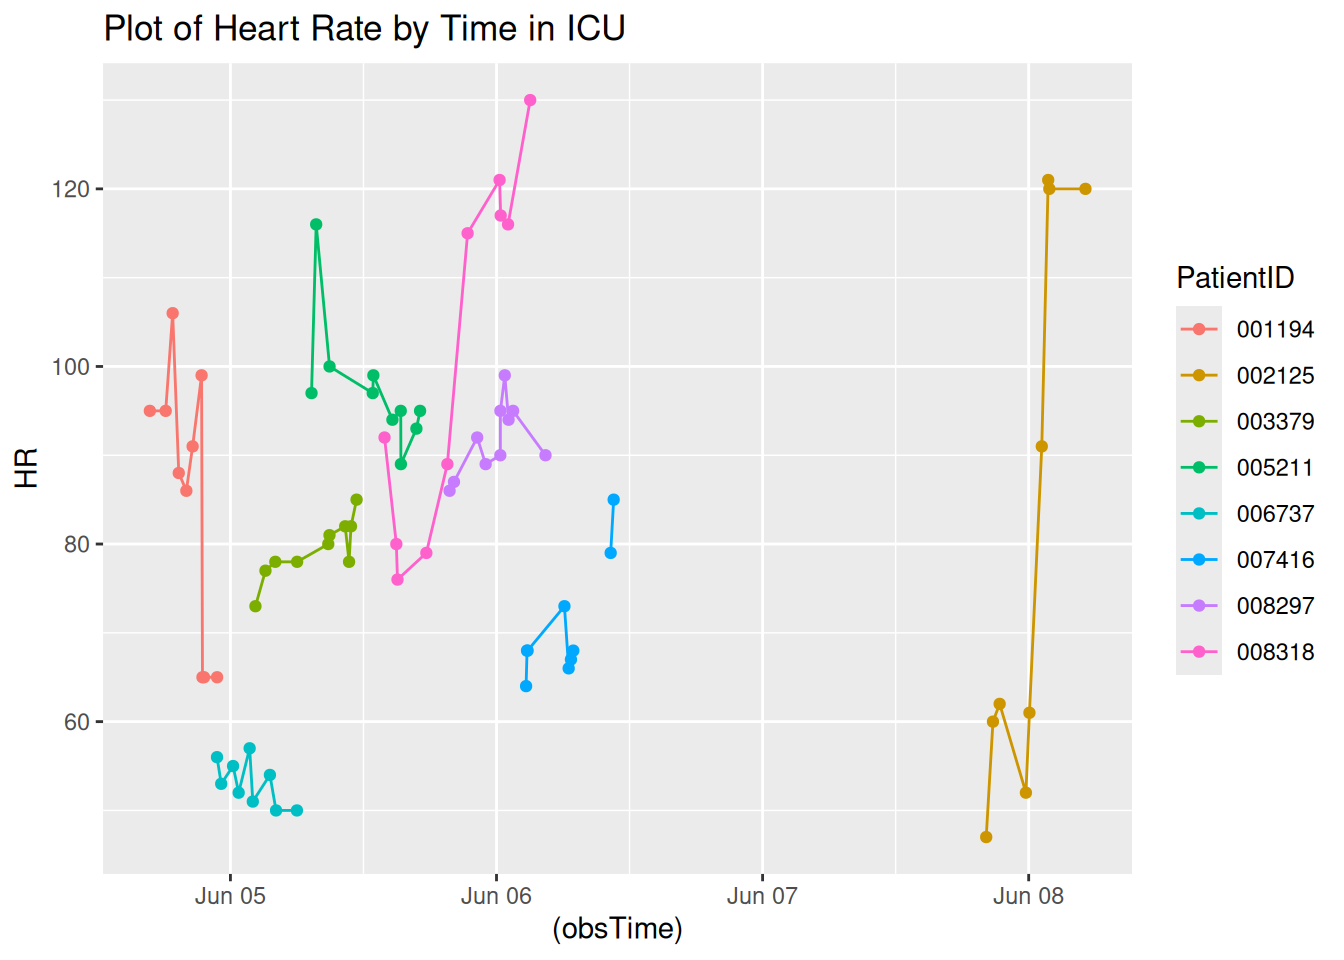 Plot of Heart Rate by Time in ICU
HR
120
100
80
60
Jun 05
Jun 06
Jun 07
Jun 08
(obsTime)
PatientID
001194
002125
003379
005211
006737
007416
008297
008318